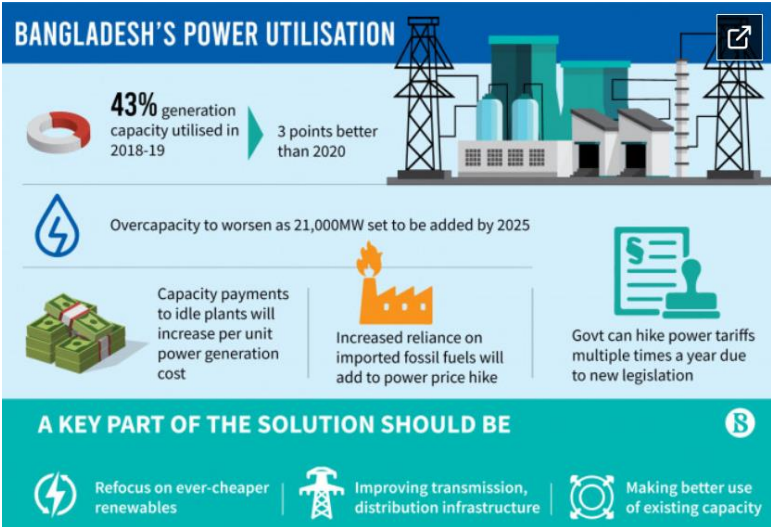 BANGLADESH'S POWER UTILISATION
43% generation
capacity utilised in
2018-19
3 points better
than 2020
Overcapacity to worsen as 21,000MW set to be added by 2025
Capacity payments
to idle plants will
increase per unit
power generation
cost
Increased reliance on
imported fossil fuels will
add to power price hike
§
Govt can hike power tariffs
multiple times a year due
to new legislation
A KEY PART OF THE SOLUTION SHOULD BE
B
Refocus on ever-cheaper
renewables
Improving transmission,
distribution infrastructure
Making better use
of existing capacity